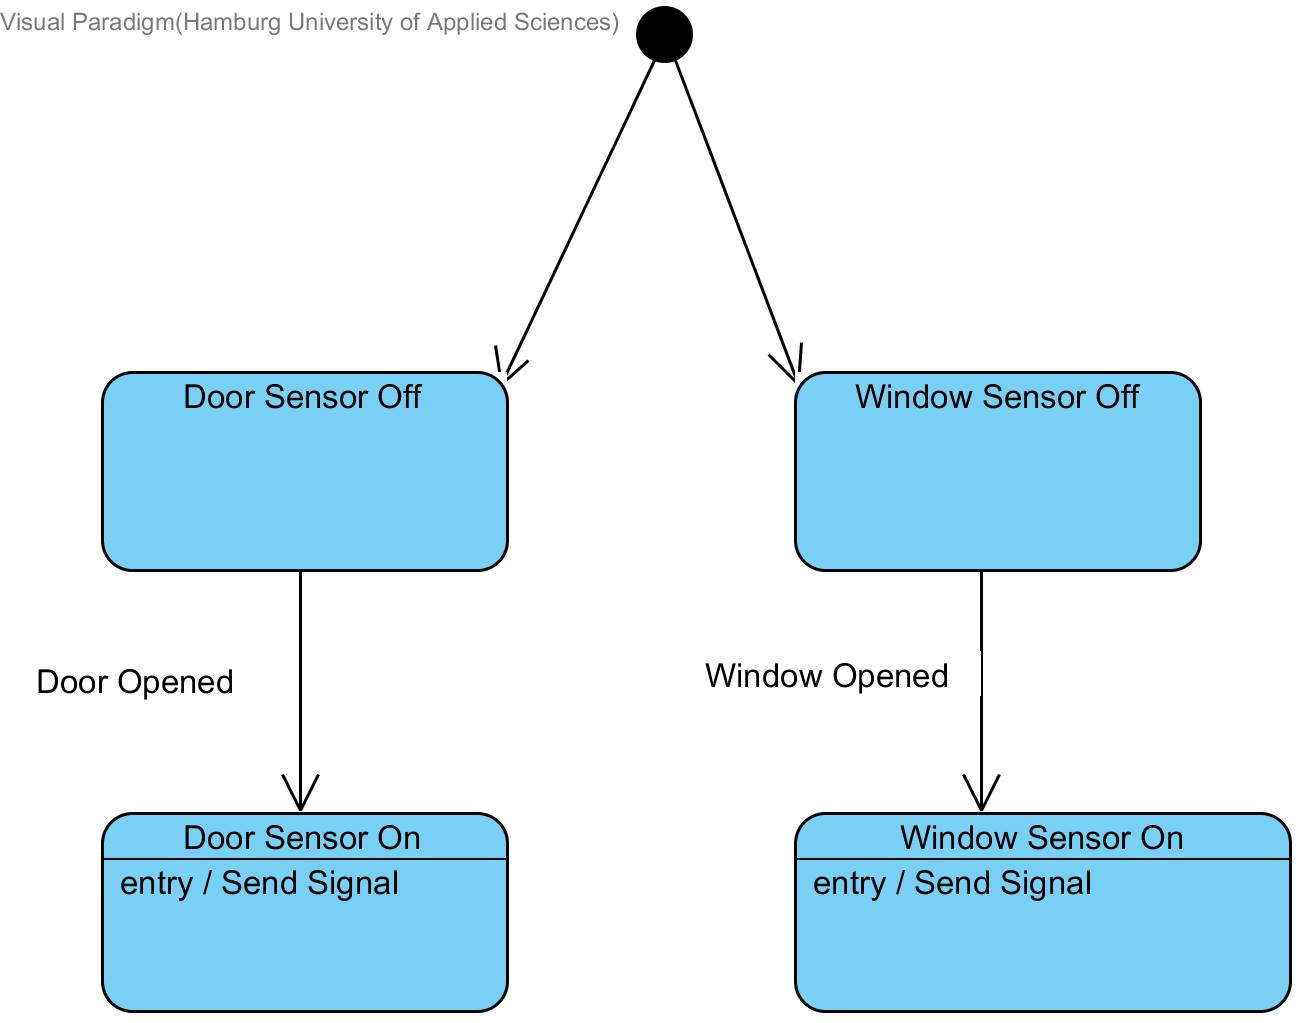 Visual Paradigm(Hamburg University of Applied Sciences)
Door Sensor Off
Window Sensor Off
Door Opened
Window Opened
Door Sensor On
entry / Send Signal
Window Sensor On
entry / Send Signal